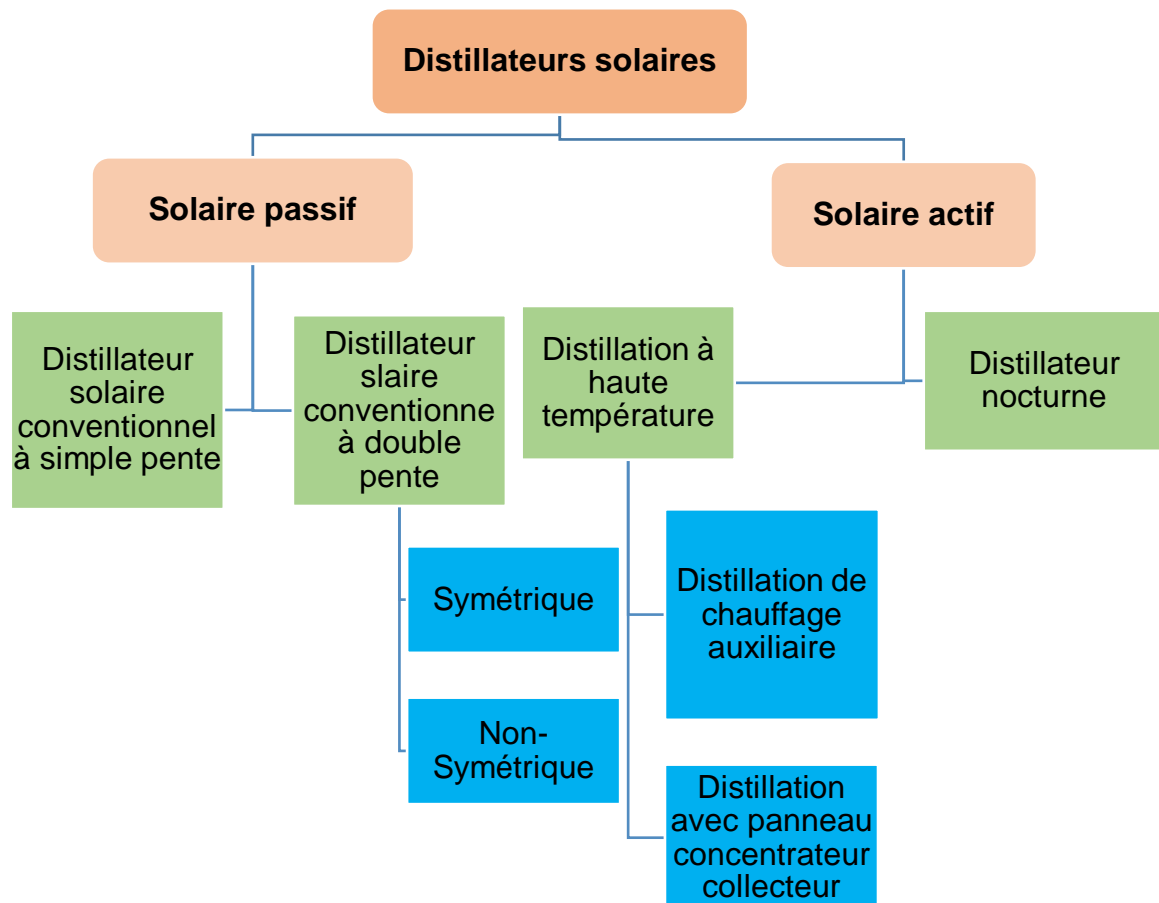 Distillateurs solaires
Solaire passif
Solaire actif
Distillateur
solaire
conventionnel
à simple pente
Distillateur
slaire
conventionne
à double
pente
Distillation à
haute
température
Distillateur
nocturne
Symétrique
Non-
Symétrique
Distillation de
chauffage
auxiliaire
Distillation
avec panneau
concentrateur
collecteur